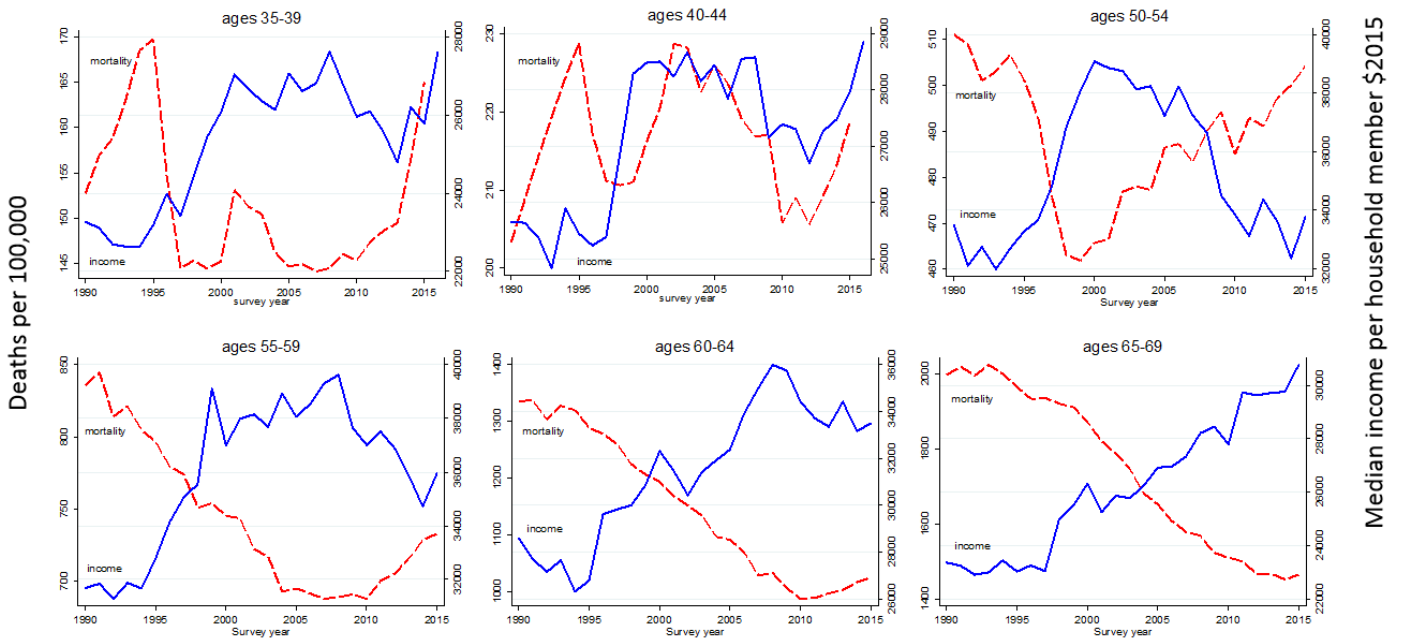 Deaths per 100,000
Median income per household member $2015
ages 35-39
170
165
160
155
150
145
28000
26000
24000
22000
mortality
income
1990 1995 2000 2005 2010 2015
survey year
ages 40-44
230
220
210
200
29000
28000
27000
26000
25000
mortality
income
1990 1995 2000 2005 2010 2015
survey year
ages 50-54
510
500
490
480
470
460
40000
38000
36000
34000
32000
mortality
income
1990 1995 2000 2005 2010 2015
Survey year
ages 55-59
850
800
750
700
40000
38000
36000
34000
32000
mortality
income
1990 1995 2000 2005 2010 2015
Survey year
ages 60-64
1400
1300
1200
1100
1000
36000
34000
32000
30000
28000
26000
mortality
income
1990 1995 2000 2005 2010 2015
Survey year
ages 65-69
2000
1800
1600
1400
30000
28000
26000
24000
22000
mortality
income
1990 1995 2000 2005 2010 2015
Survey year